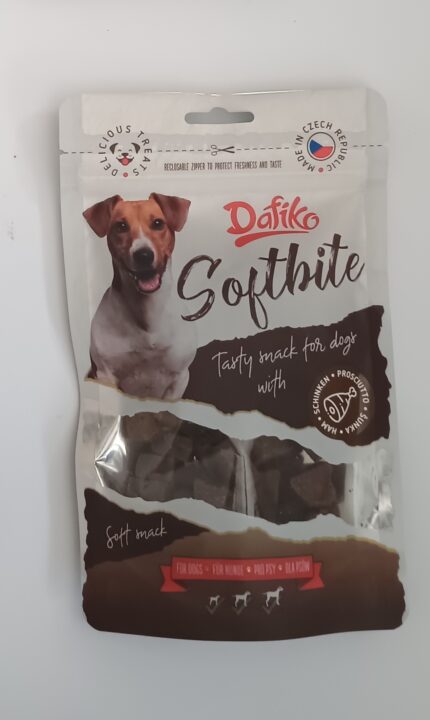 DELICIOUS TREATS
MADE IN CZECH REPUBLIC
RECLOSABLE ZIPPER TO PROTECT FRESHNESS AND TASTE
Dafiko
Softbite
Tasty snack for dogs
with
SCHINKEN • PROSCIUTTO • ŠUNKA • HAM
Soft snack
FOR DOGS • FÜR HUNDE • PRO PSY • DLA PSÓW